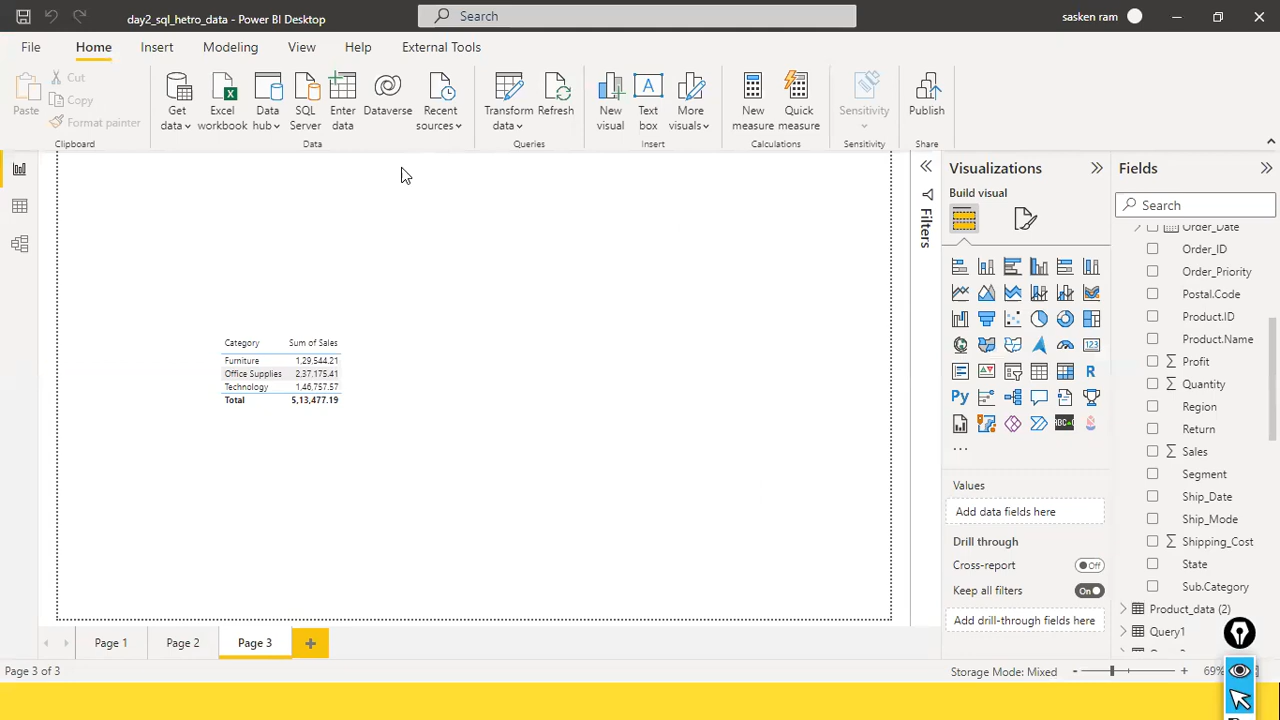 day2_sql_hetro_data - Power BI Desktop
Search
sasken ram
File Home Insert Modeling View Help External Tools
Paste
Cut
Copy
Format painter
Get data
Excel workbook
Data hub
SQL Server
Enter data
Dataverse
Recent sources
Transform data
Refresh
New visual
Text box
More visuals
New measure
Quick measure
Sensitivity
Publish
Clipboard Data Queries Insert Calculations Sensitivity Share
Category Sum of Sales
Furniture 1,29,544.21
Office Supplies 2,37,175.41
Technology 1,46,757.57
Total 5,13,477.19
Filters
Visualizations
Build visual
R
Py
123
ABC
...
Values
Add data fields here
Drill through
Cross-report Off
Keep all filters On
Add drill-through fields here
Fields
Search
Order_Date
Order_ID
Order_Priority
Postal.Code
Product.ID
Product.Name
Profit
Quantity
Region
Return
Sales
Segment
Ship_Date
Ship_Mode
Shipping_Cost
State
Sub.Category
Product_data (2)
Query1
Page 1 Page 2 Page 3
Page 3 of 3
Storage Mode: Mixed
- + 69%